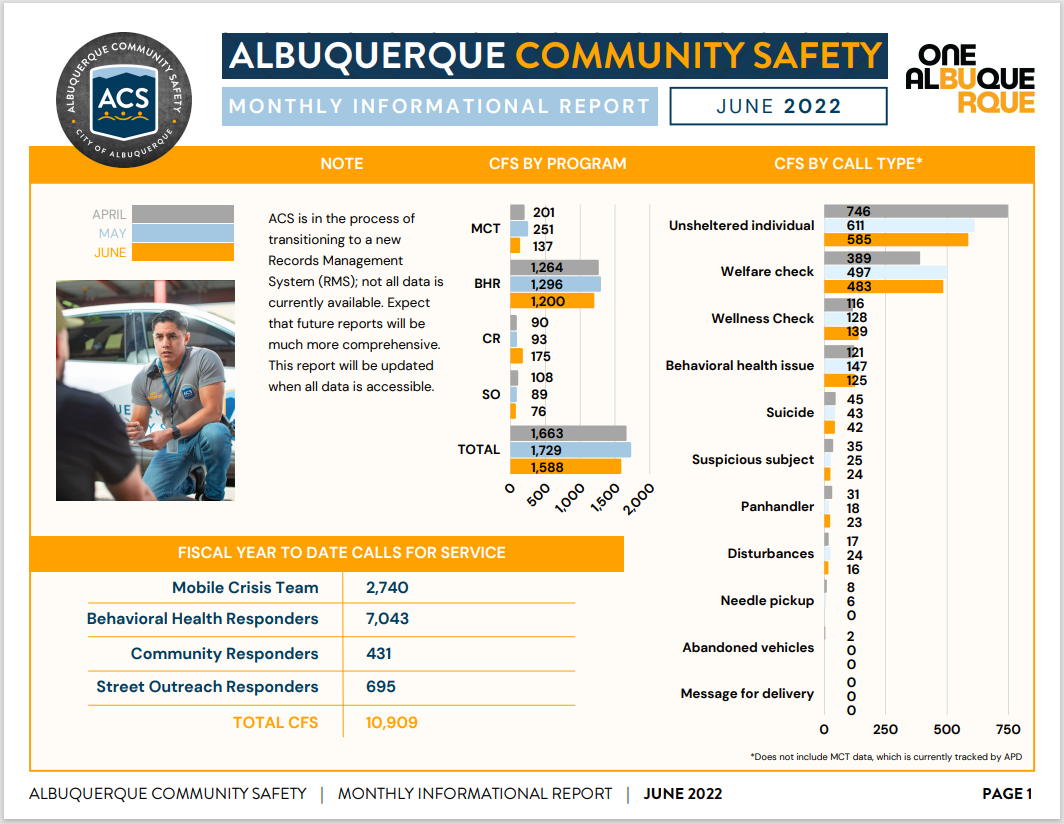 ALBUQUERQUE COMMUNITY SAFETY
ACS
CITY OF ALBUQUERQUE
ALBUQUERQUE COMMUNITY SAFETY
MONTHLY INFORMATIONAL REPORT
JUNE 2022
ONE
ALBUQUE
RQUE
NOTE
CFS BY PROGRAM
CFS BY CALL TYPE*
APRIL
MAY
JUNE
ACS is in the process of
transitioning to a new
Records Management
System (RMS); not all data is
currently available. Expect
that future reports will be
much more comprehensive.
This report will be updated
when all data is accessible.
MCT
201
251
137
BHR
1,264
1,296
1,200
CR
90
93
175
SO
108
89
76
TOTAL
1,663
1,729
1,588
0
500
1,000
1,500
2,000
Unsheltered individual
746
611
585
Welfare check
389
497
483
Wellness Check
116
128
139
Behavioral health issue
121
147
125
Suicide
45
43
42
Suspicious subject
35
25
24
Panhandler
31
18
23
Disturbances
17
24
16
Needle pickup
8
6
0
Abandoned vehicles
2
0
0
Message for delivery
0
0
0
0
250
500
750
*Does not include MCT data, which is currently tracked by APD
FISCAL YEAR TO DATE CALLS FOR SERVICE
Mobile Crisis Team 2,740
Behavioral Health Responders 7,043
Community Responders 431
Street Outreach Responders 695
TOTAL CFS 10,909
ALBUQUERQUE COMMUNITY SAFETY | MONTHLY INFORMATIONAL REPORT | JUNE 2022 PAGE 1